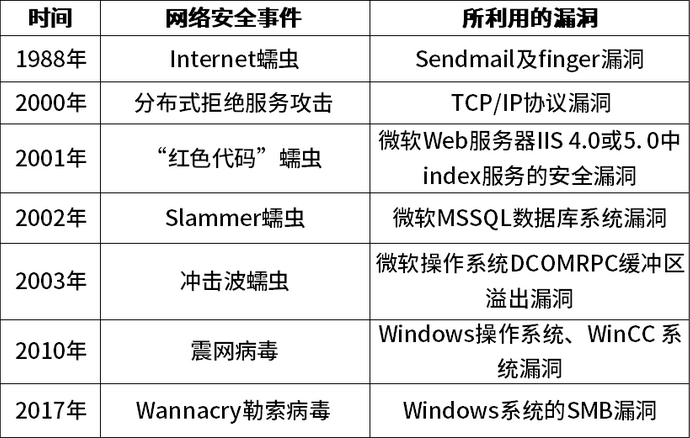 时间 网络安全事件 所利用的漏洞
1988年 Internet蠕虫 Sendmail及finger漏洞
2000年 分布式拒绝服务攻击 TCP/IP协议漏洞
2001年 “红色代码”蠕虫 微软Web服务器IIS 4.0或5.0中
index服务的安全漏洞
2002年 Slammer蠕虫 微软MSSQL数据库系统漏洞
2003年 冲击波蠕虫 微软操作系统DCOMRPC缓冲区
溢出漏洞
2010年 震网病毒 Windows操作系统、WinCC 系
统漏洞
2017年 Wannacry勒索病毒 Windows系统的SMB漏洞